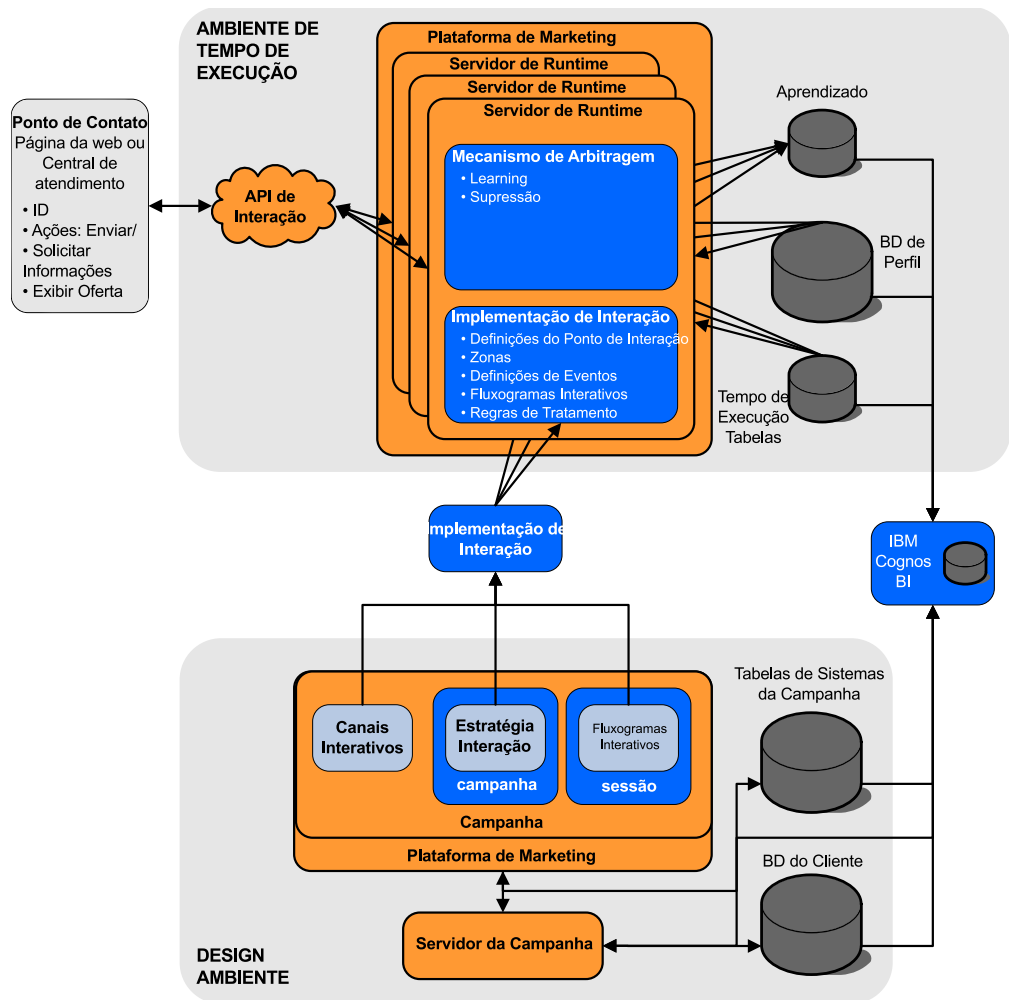 AMBIENTE DE
TEMPO DE
EXECUÇÃO
Plataforma de Marketing
Servidor de Runtime
Servidor de Runtime
Servidor de Runtime
Ponto de Contato
Página da web ou
Central de
atendimento
• ID
• Ações: Enviar/
• Solicitar
Informações
• Exibir Oferta
API de
Interação
Mecanismo de Arbitragem
• Learning
• Supressão
Implementação de Interação
• Definições do Ponto de Interação
• Zonas
• Definições de Eventos
• Fluxogramas Interativos
• Regras de Tratamento
Aprendizado
BD de
Perfil
Tempo de
Execução
Tabelas
Implementação de
Interação
IBM
Cognos
BI
Canais
Interativos
Estratégia
Interação
campanha
Fluxogramas
Interativos
sessão
Campanha
Plataforma de Marketing
Tabelas de Sistemas
da Campanha
BD do Cliente
Servidor da Campanha
DESIGN
AMBIENTE